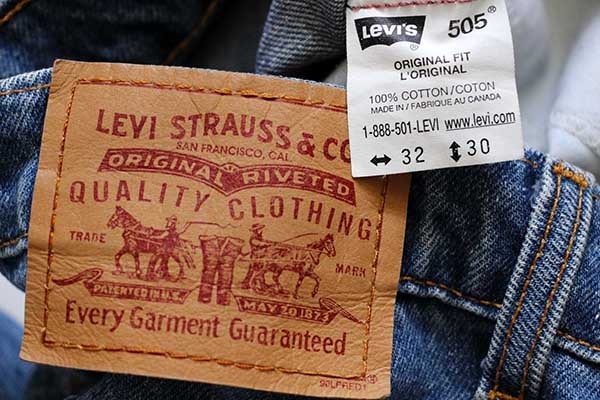 LEVI STRAUSS & CO
SAN FRANCISCO, CAL.
ORIGINAL RIVETED
QUALITY CLOTHING
TRADE MARK
PATENTED IN U.S. MAY 20 1873
Every Garment Guaranteed
Levi's 505®
ORIGINAL FIT
L'ORIGINAL
100% COTTON/COTON
MADE IN / FABRIQUE AU CANADA
1-888-501-LEVI www.levi.com
↔ 32 ↕ 30